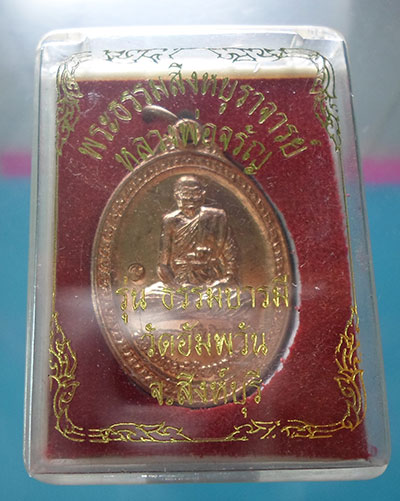 พระธรรมสิงหบุราจารย์
หลวงพ่อจรัญ
รุ่น ธรรมบารมี
วัดอัมพวัน
จ.สิงห์บุรี